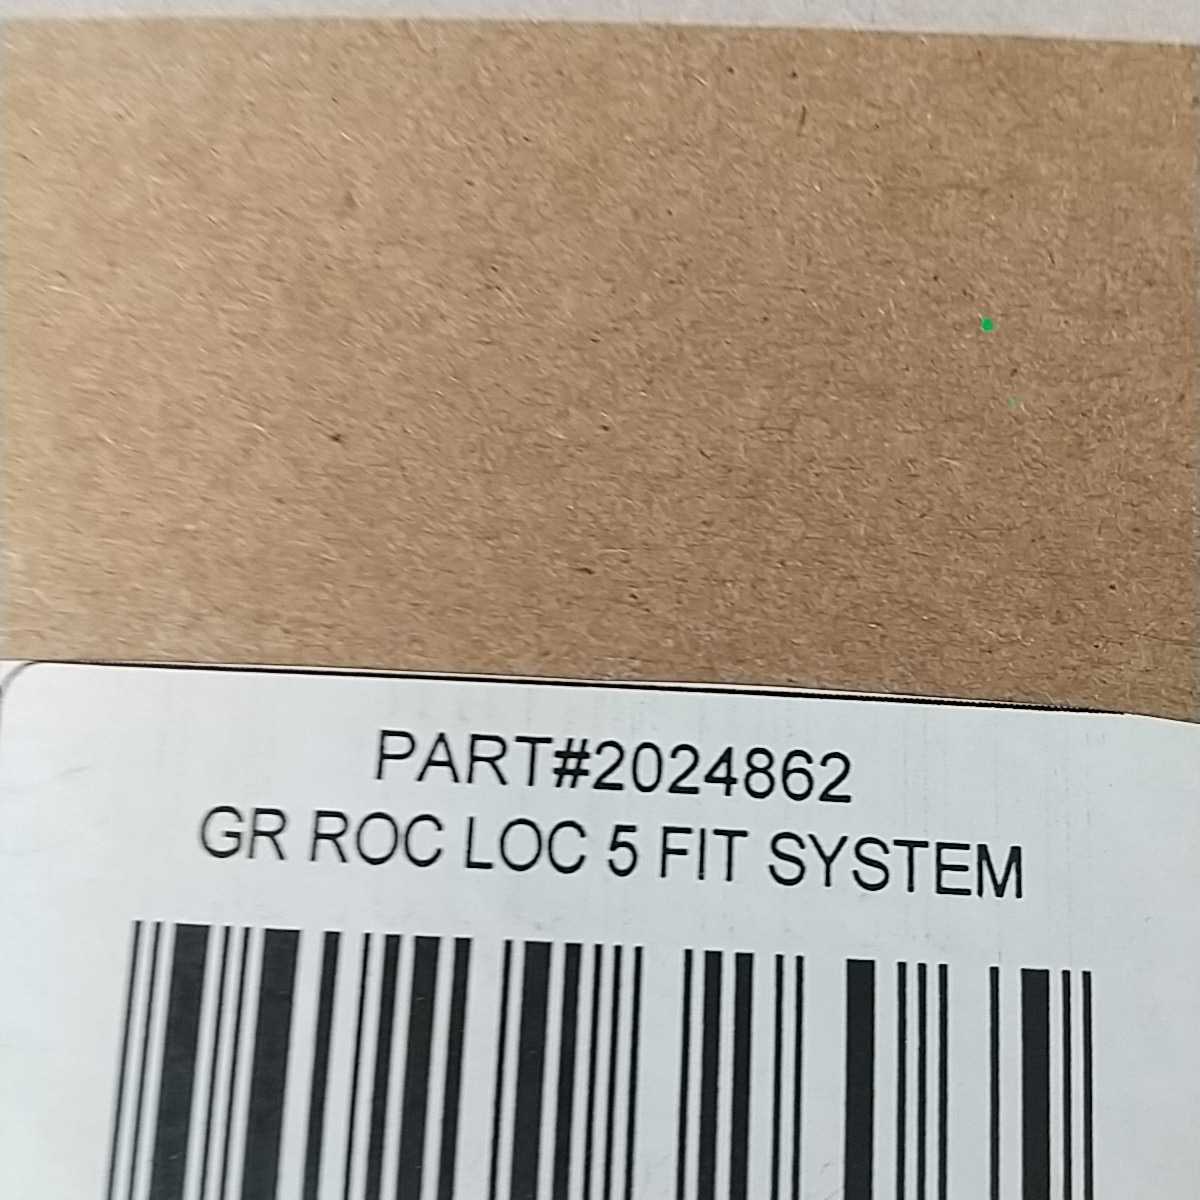 PART#2024862
GR ROC LOC 5 FIT SYSTEM